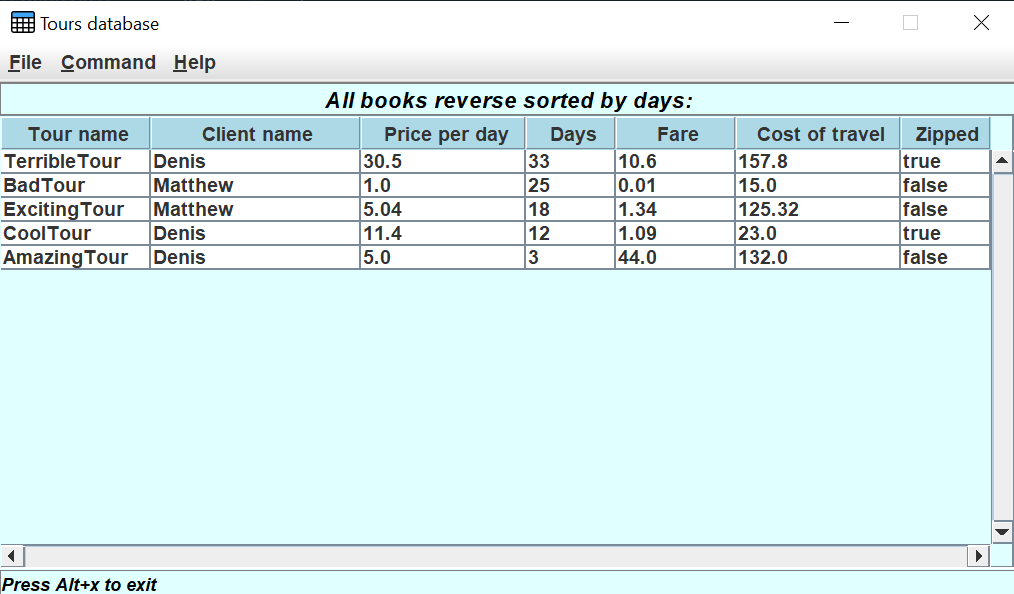 Tours database
File Command Help
All books reverse sorted by days:
Tour name Client name Price per day Days Fare Cost of travel Zipped
TerribleTour Denis 30.5 33 10.6 157.8 true
BadTour Matthew 1.0 25 0.01 15.0 false
ExcitingTour Matthew 5.04 18 1.34 125.32 false
CoolTour Denis 11.4 12 1.09 23.0 true
AmazingTour Denis 5.0 3 44.0 132.0 false
Press Alt+x to exit